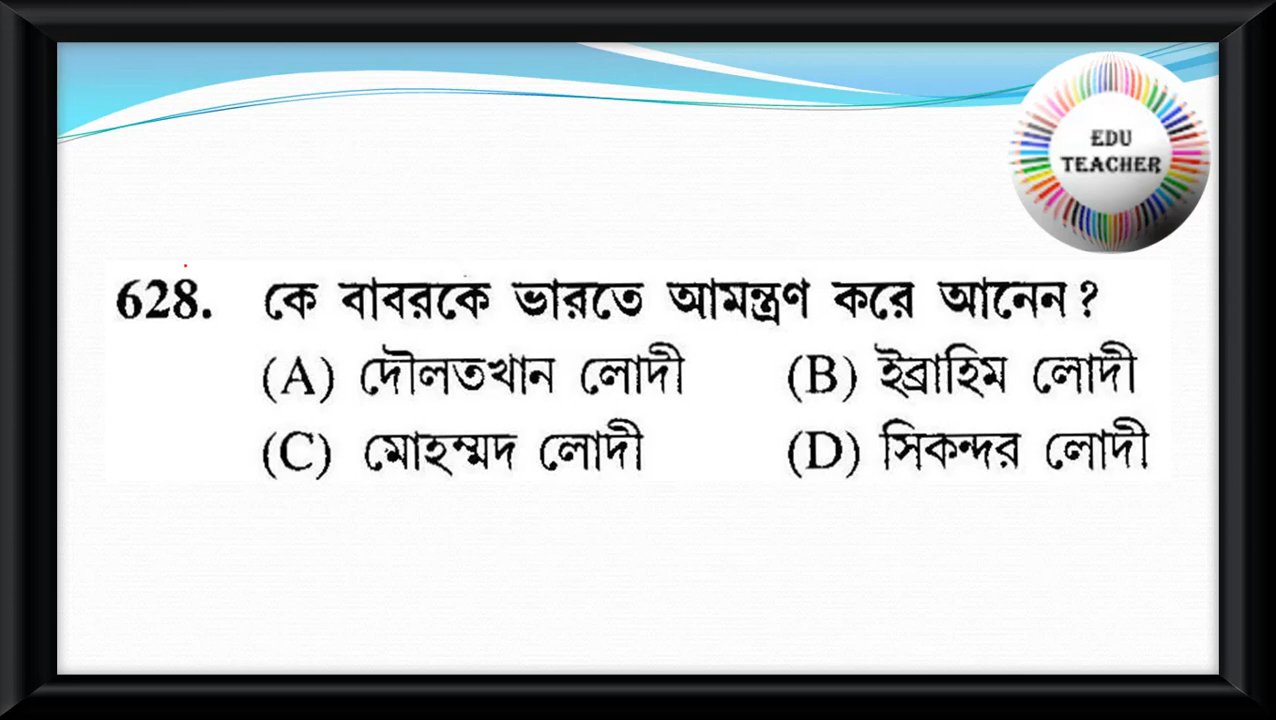 EDU
TEACHER
628. কে বাবরকে ভারতে আমন্ত্রণ করে আনেন?
(A) দৌলতখান লোদী (B) ইব্রাহিম লোদী
(C) মোহম্মদ লোদী (D) সিকন্দর লোদী